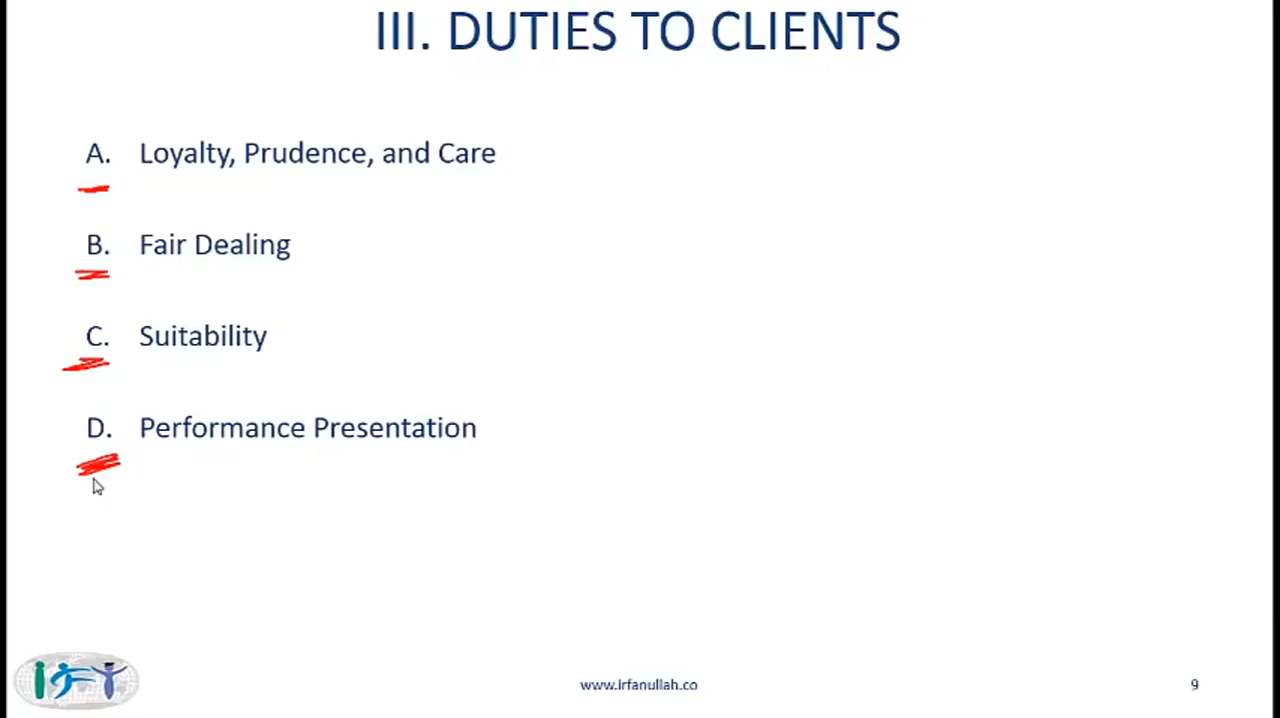 III. DUTIES TO CLIENTS
A. Loyalty, Prudence, and Care
B. Fair Dealing
C. Suitability
D. Performance Presentation
www.irfanullah.co
9